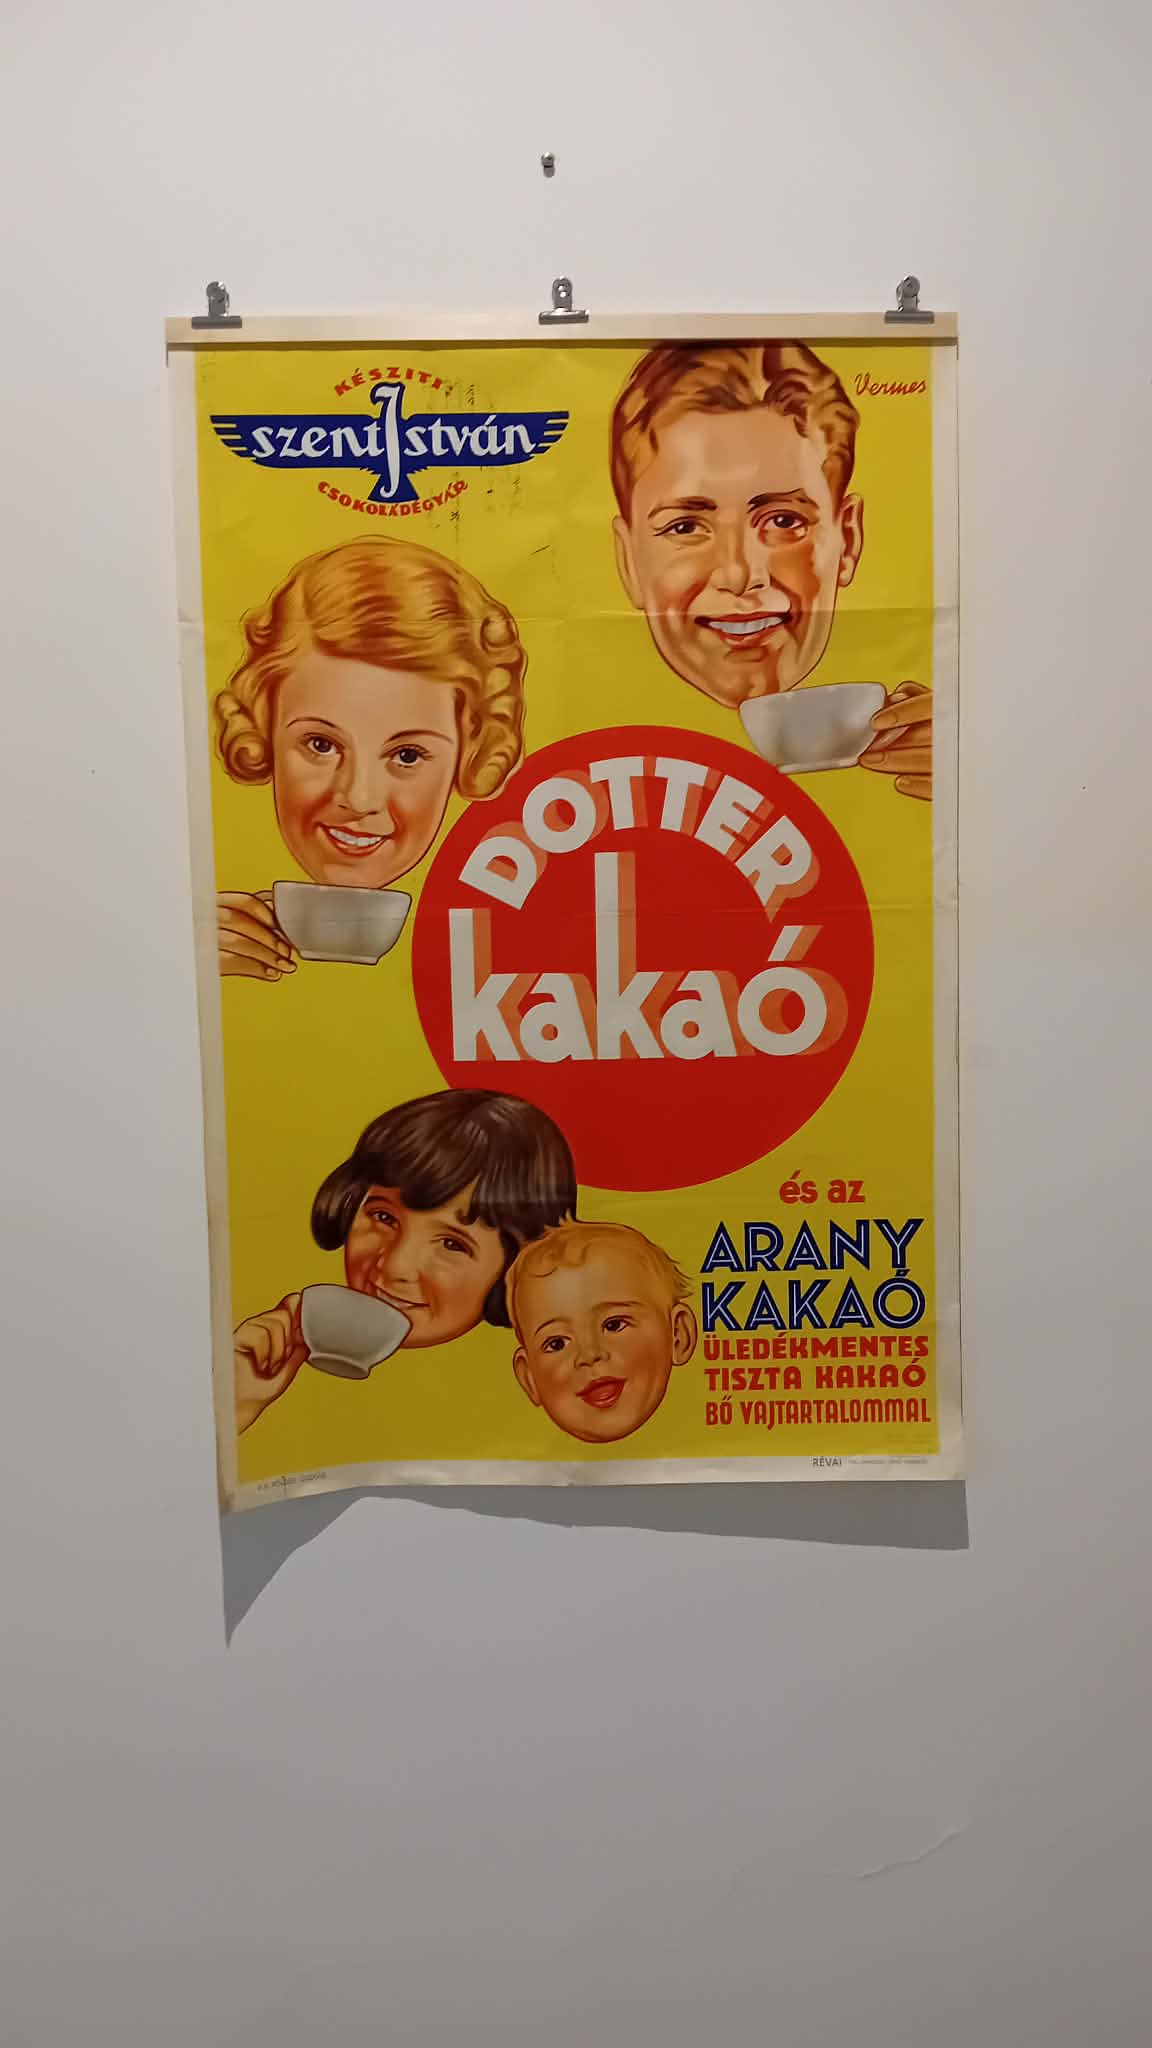 KÉSZITI
szent István
CSOKOLÁDÉGYÁR
Vermes
DOTTER
kakaó
és az
ARANY
KAKAÓ
ÜLEDÉKMENTES
TISZTA KAKAÓ
BŐ VAJTARTALOMMAL
RÉVAI